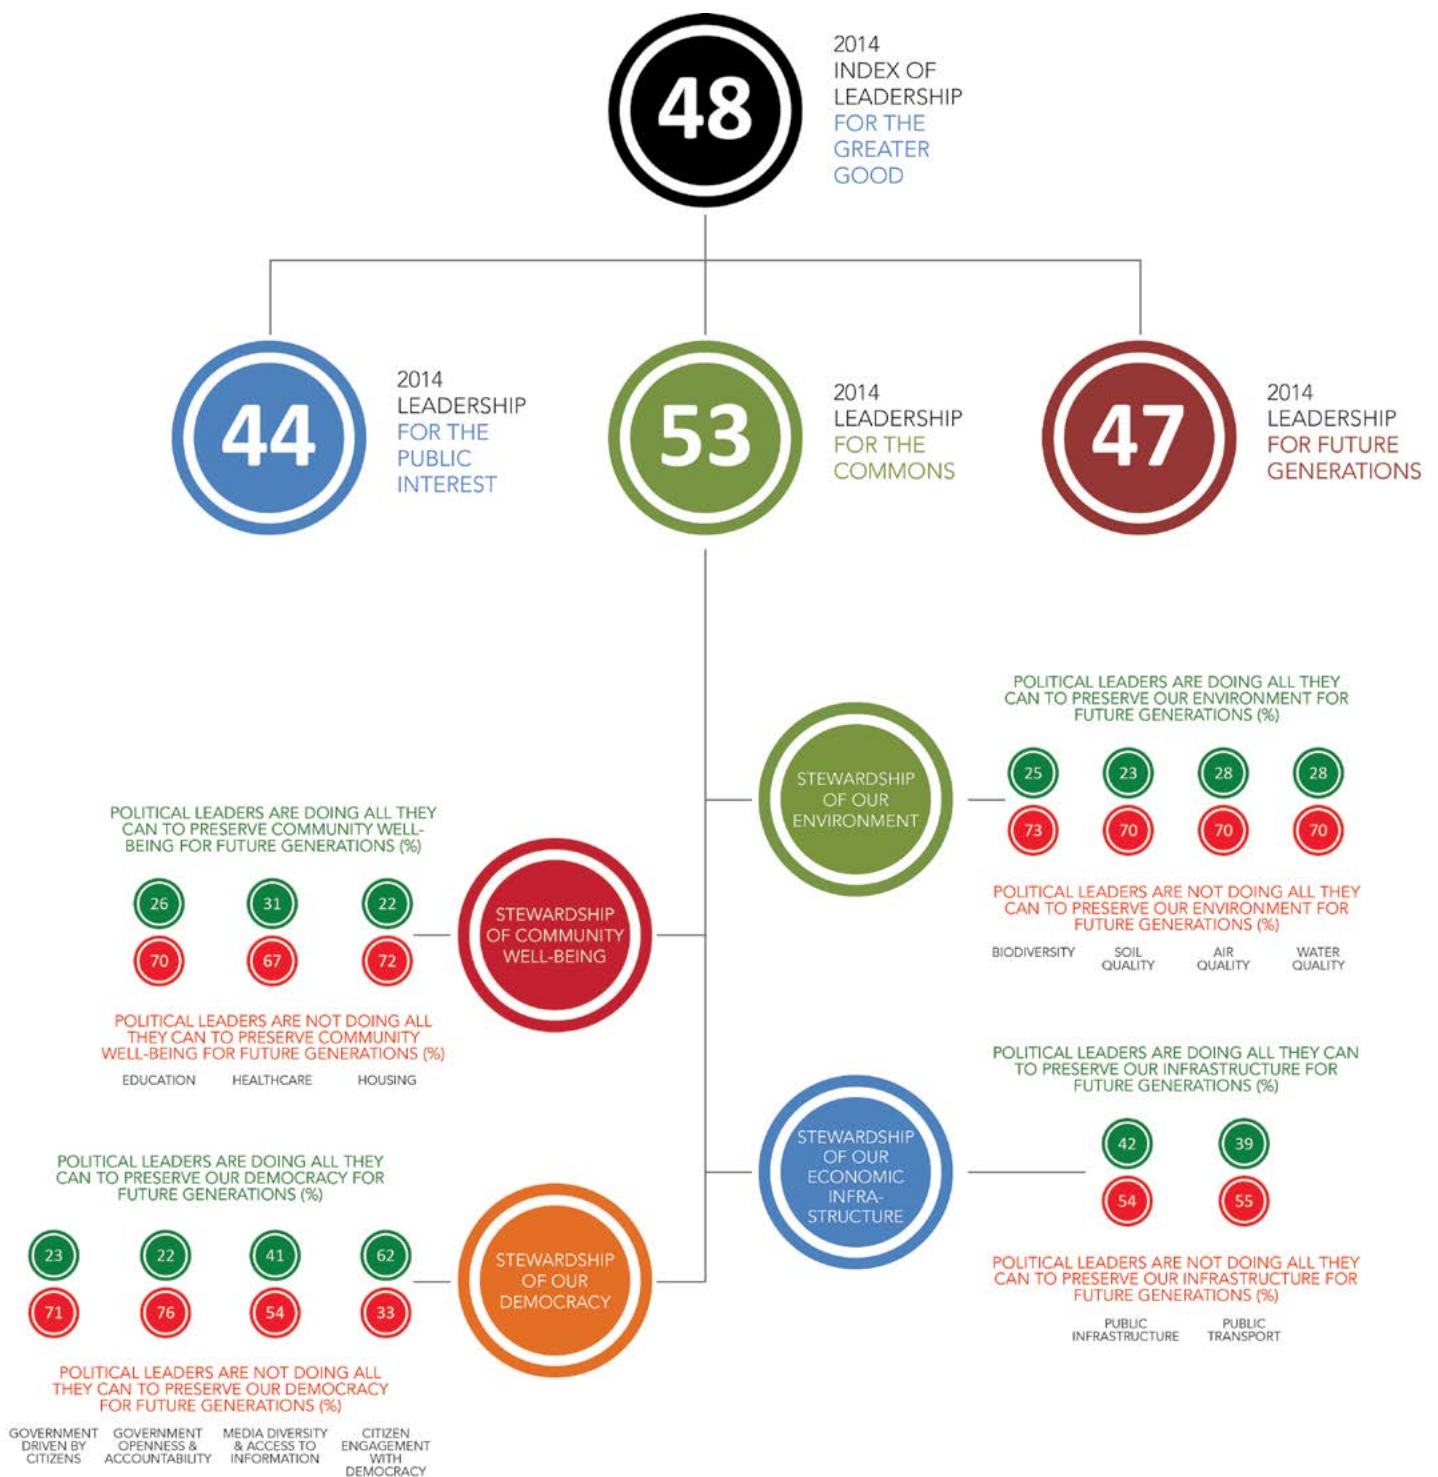 48
2014
INDEX OF
LEADERSHIP
FOR THE
GREATER
GOOD
44
2014
LEADERSHIP
FOR THE
PUBLIC
INTEREST
53
2014
LEADERSHIP
FOR THE
COMMONS
47
2014
LEADERSHIP
FOR FUTURE
GENERATIONS
STEWARDSHIP
OF OUR
ENVIRONMENT
POLITICAL LEADERS ARE DOING ALL THEY
CAN TO PRESERVE OUR ENVIRONMENT FOR
FUTURE GENERATIONS (%)
25 23 28 28
73 70 70 70
POLITICAL LEADERS ARE NOT DOING ALL THEY
CAN TO PRESERVE OUR ENVIRONMENT FOR
FUTURE GENERATIONS (%)
BIODIVERSITY SOIL AIR WATER
QUALITY QUALITY QUALITY
POLITICAL LEADERS ARE DOING ALL THEY
CAN TO PRESERVE COMMUNITY WELL-
BEING FOR FUTURE GENERATIONS (%)
26 31 22
70 67 72
POLITICAL LEADERS ARE NOT DOING ALL
THEY CAN TO PRESERVE COMMUNITY
WELL-BEING FOR FUTURE GENERATIONS (%)
EDUCATION HEALTHCARE HOUSING
STEWARDSHIP
OF COMMUNITY
WELL-BEING
STEWARDSHIP
OF OUR
ECONOMIC
INFRA-
STRUCTURE
POLITICAL LEADERS ARE DOING ALL THEY CAN
TO PRESERVE OUR INFRASTRUCTURE FOR
FUTURE GENERATIONS (%)
42 39
54 55
POLITICAL LEADERS ARE NOT DOING ALL THEY
CAN TO PRESERVE OUR INFRASTRUCTURE FOR
FUTURE GENERATIONS (%)
PUBLIC PUBLIC
INFRASTRUCTURE TRANSPORT
POLITICAL LEADERS ARE DOING ALL THEY
CAN TO PRESERVE OUR DEMOCRACY FOR
FUTURE GENERATIONS (%)
23 22 41 62
71 76 54 33
POLITICAL LEADERS ARE NOT DOING ALL
THEY CAN TO PRESERVE OUR DEMOCRACY
FOR FUTURE GENERATIONS (%)
GOVERNMENT GOVERNMENT MEDIA DIVERSITY CITIZEN
DRIVEN BY OPENNESS & & ACCESS TO ENGAGEMENT
CITIZENS ACCOUNTABILITY INFORMATION WITH
DEMOCRACY
STEWARDSHIP
OF OUR
DEMOCRACY